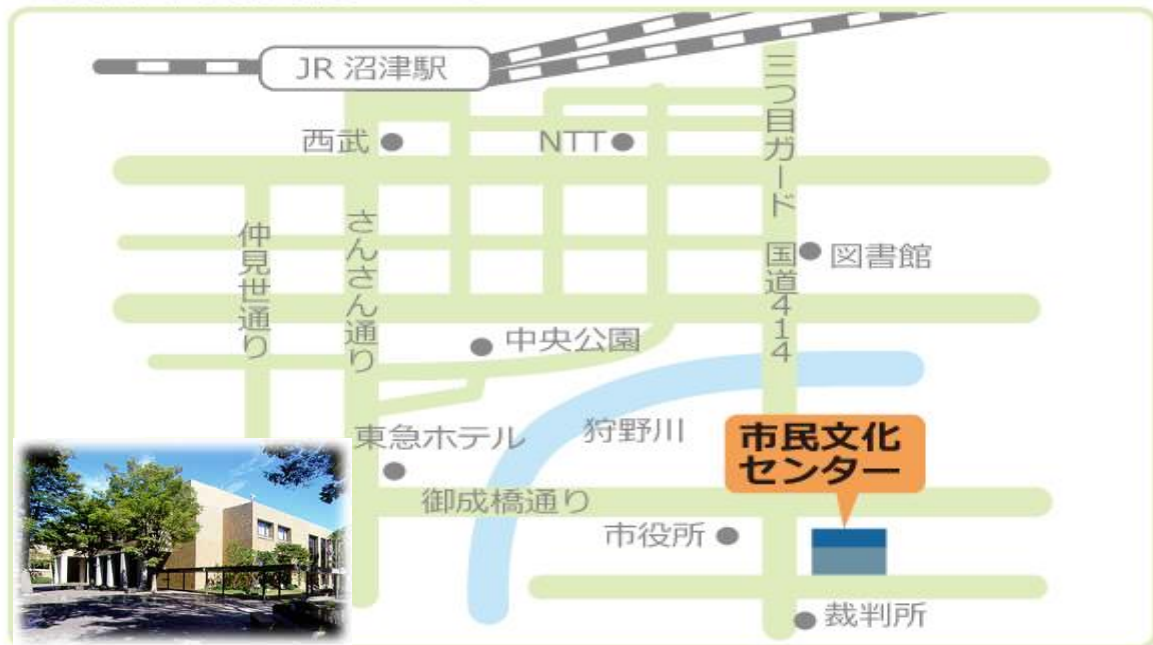 JR 沼津駅
三つ目ガード 国道414
西武
NTT
仲見世通り
さんさん通り
図書館
中央公園
東急ホテル
狩野川
市民文化
センター
御成橋通り
市役所
裁判所